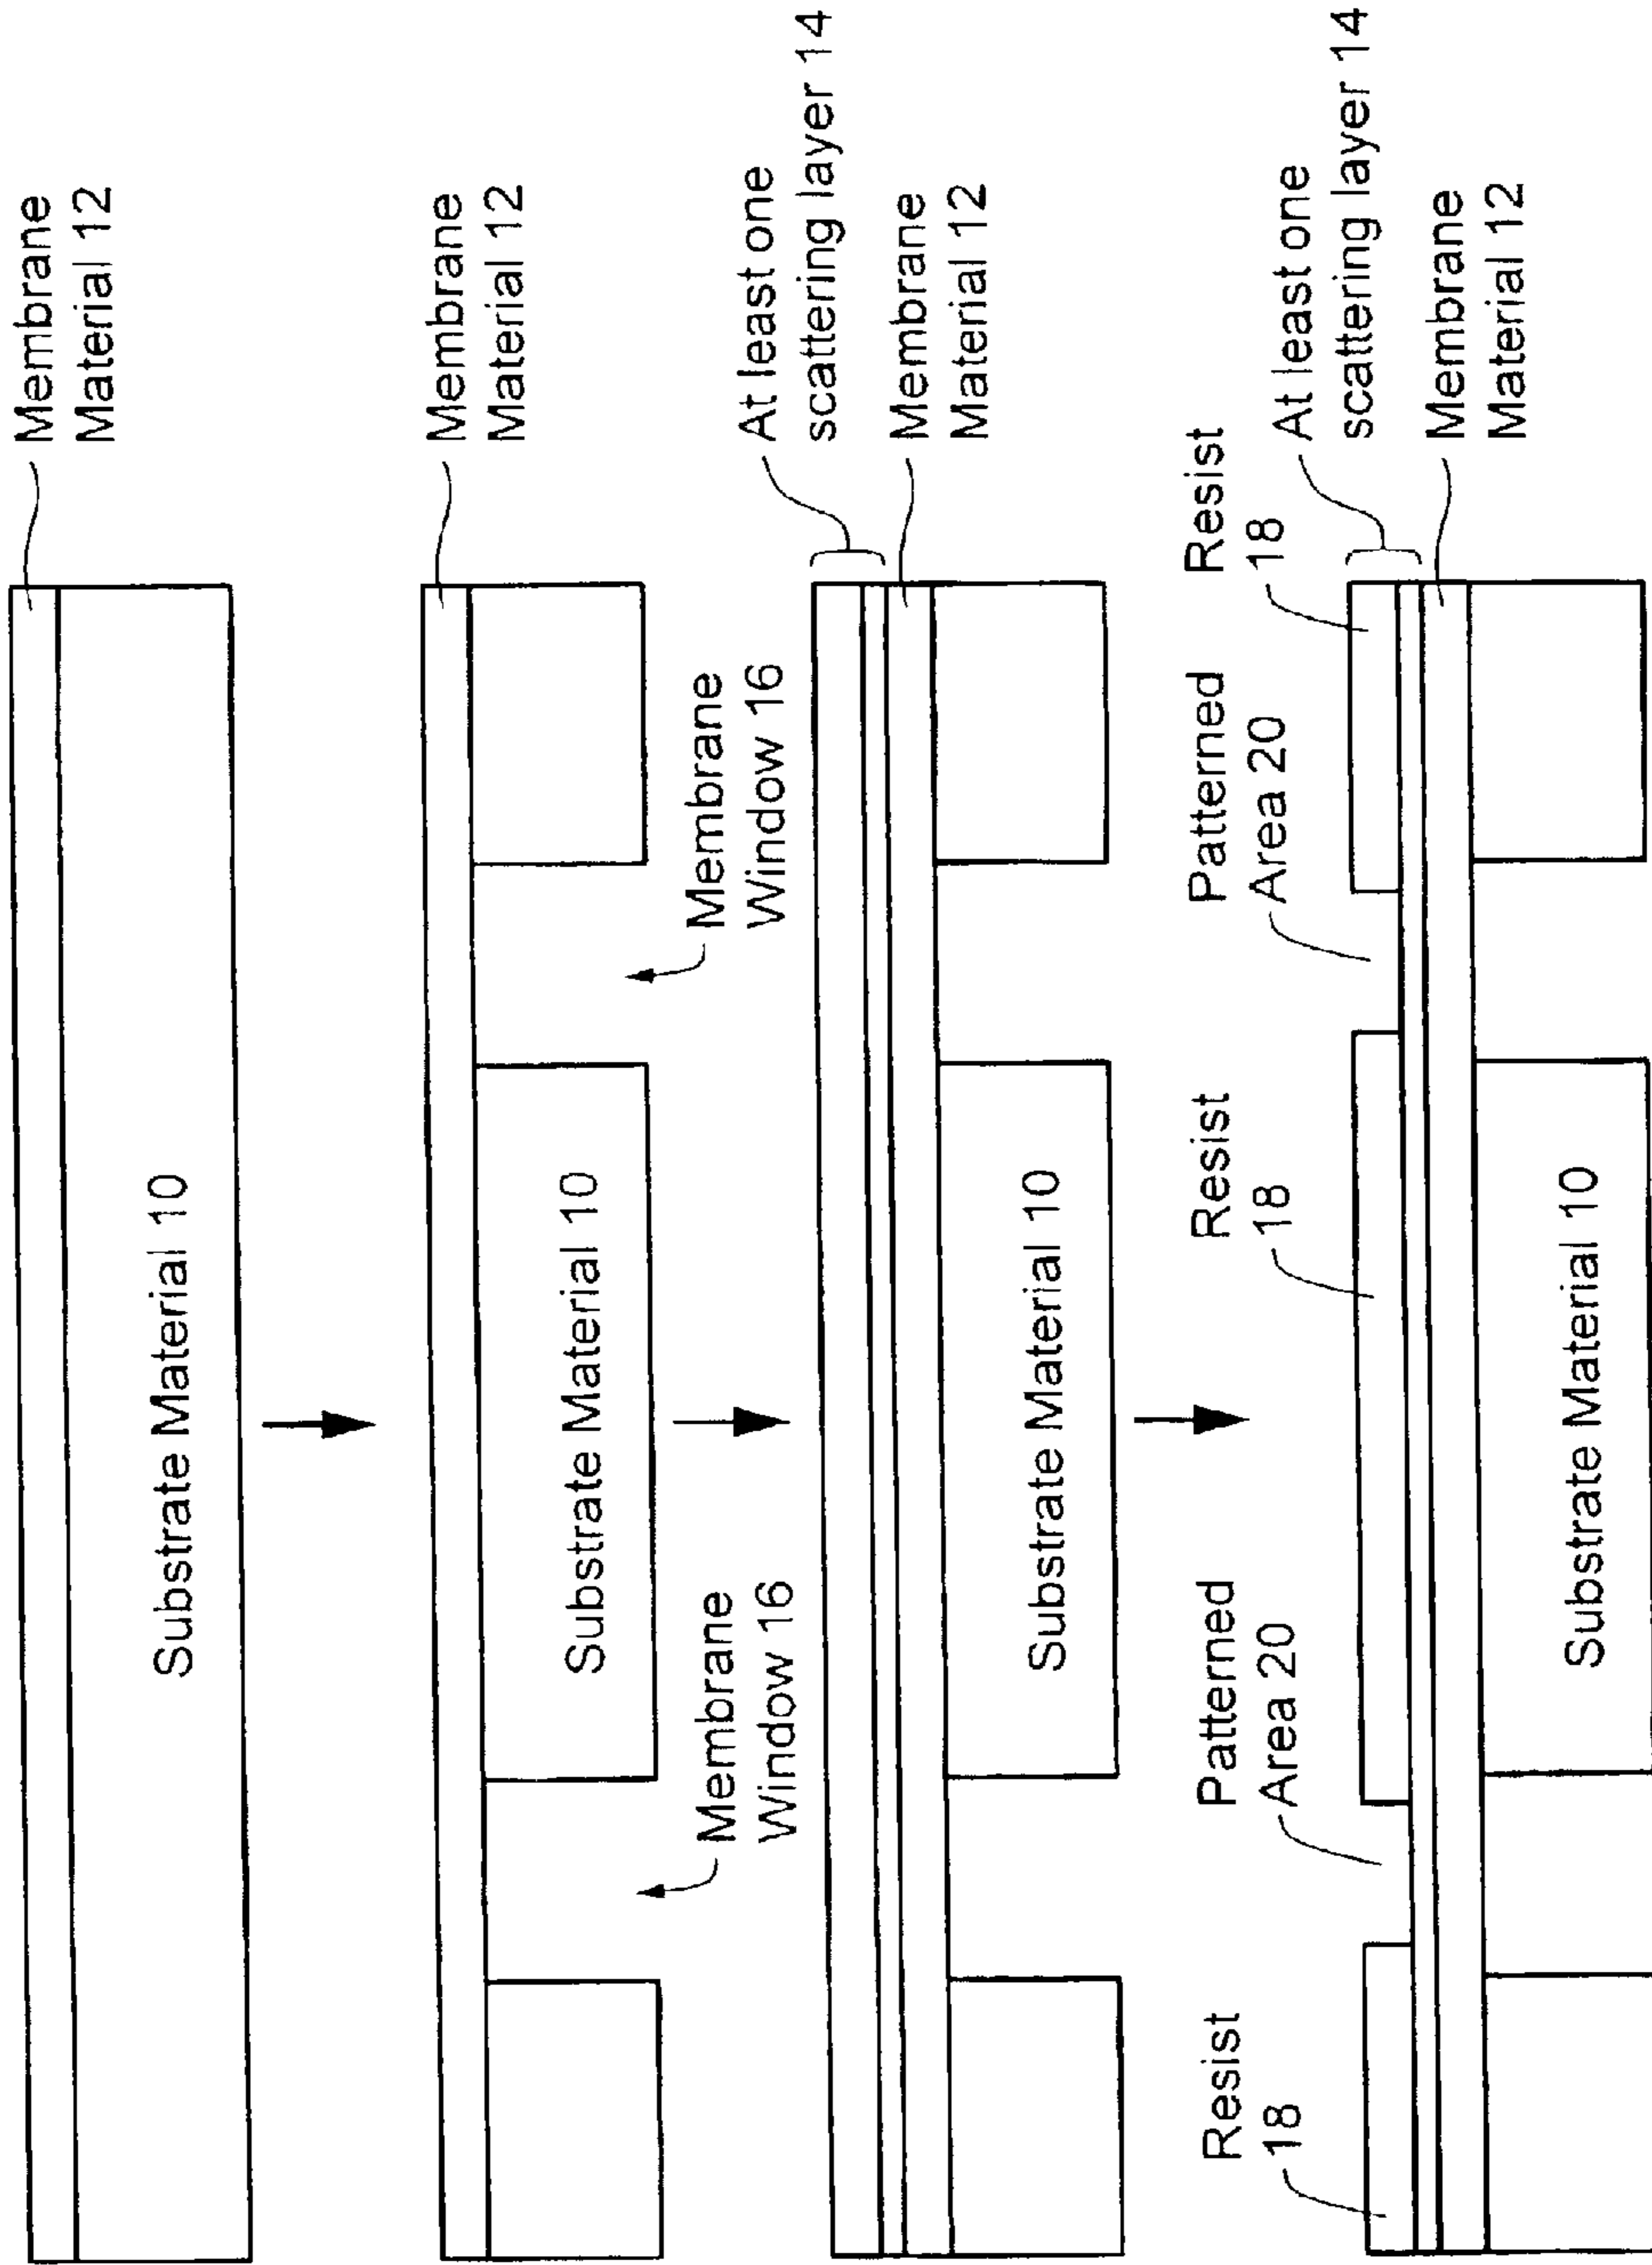 Membrane
Material 12
Substrate Material 10
Membrane
Material 12
Substrate Material 10
Membrane
Window 16
Membrane
Window 16
At least one
scattering layer 14
Membrane
Material 12
Substrate Material 10
Resist
18
Patterned
Area 20
Resist
18
Patterned
Area 20
Resist
18
At least one
scattering layer 14
Membrane
Material 12
Substrate Material 10